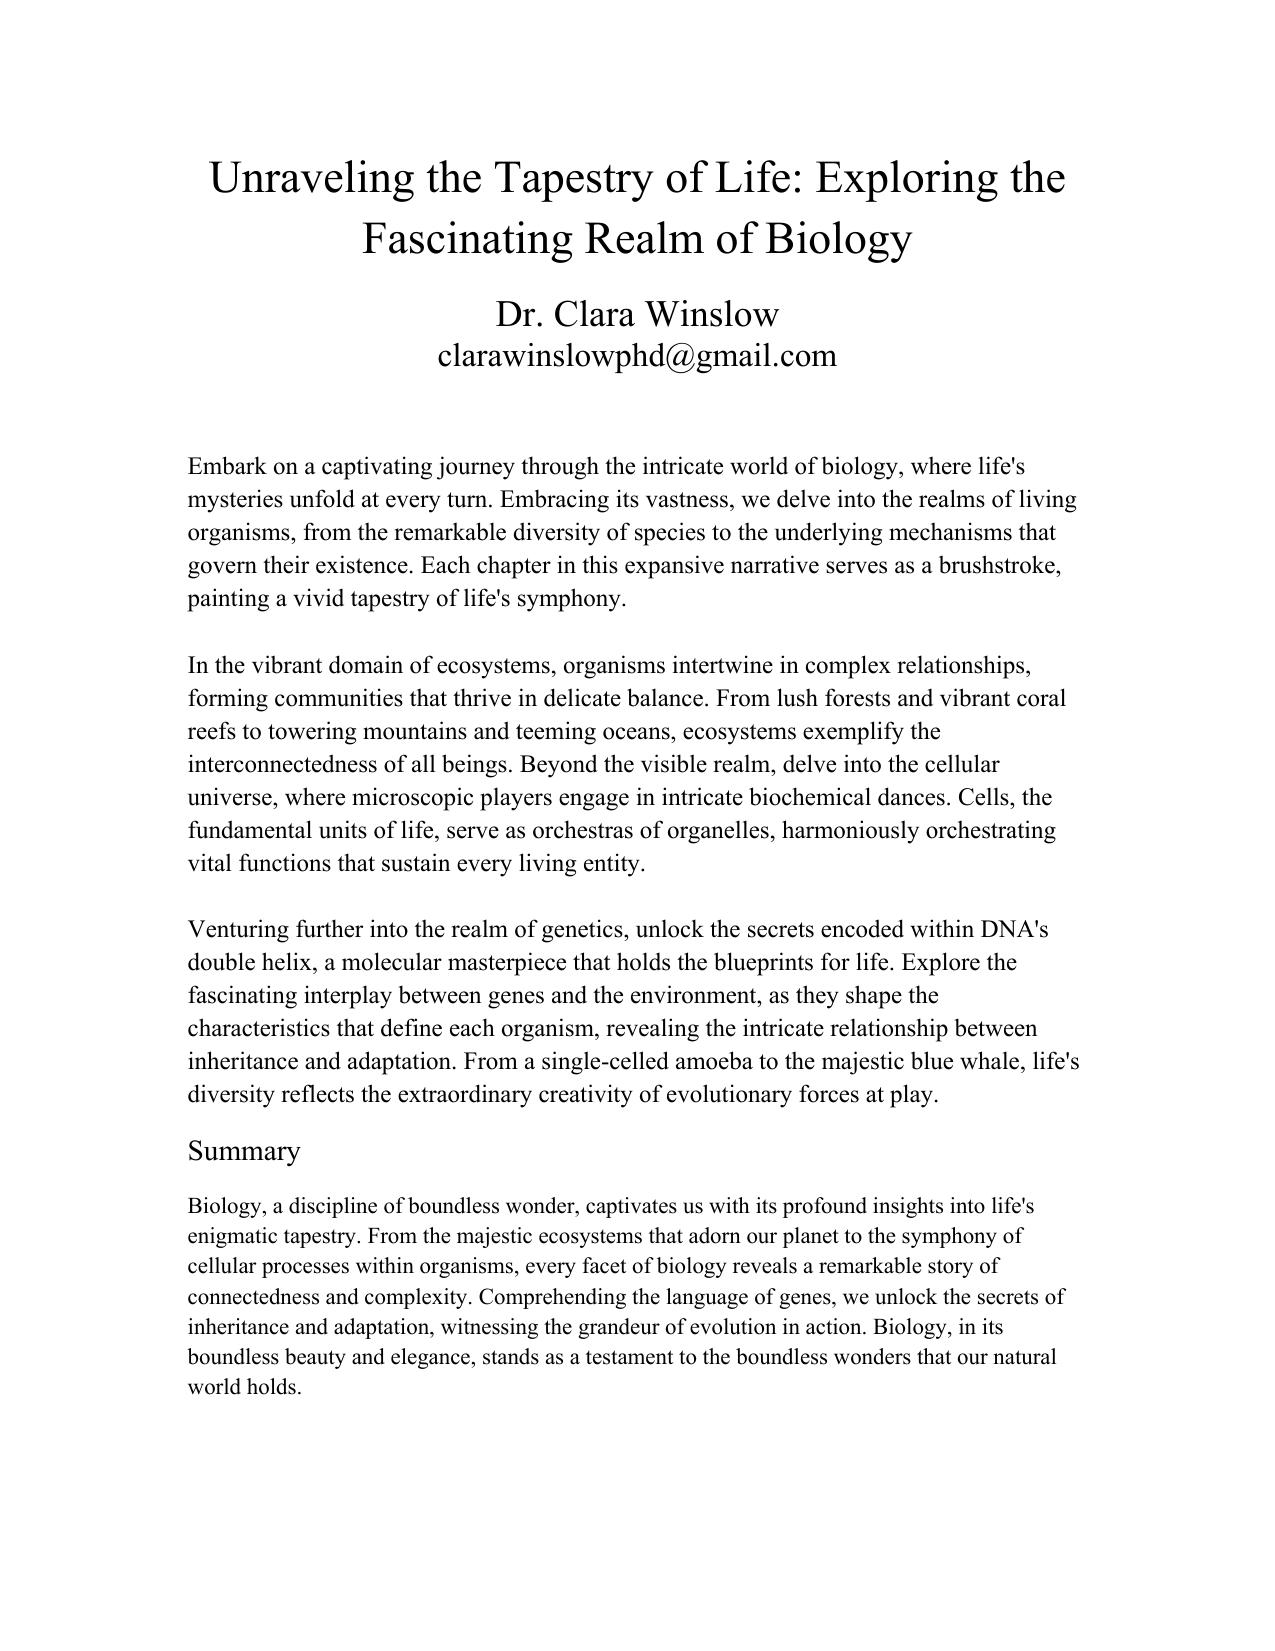 Unraveling the Tapestry of Life: Exploring the
Fascinating Realm of Biology
Dr. Clara Winslow
clarawinslowphd@gmail.com
Embark on a captivating journey through the intricate world of biology, where life's
mysteries unfold at every turn. Embracing its vastness, we delve into the realms of living
organisms, from the remarkable diversity of species to the underlying mechanisms that
govern their existence. Each chapter in this expansive narrative serves as a brushstroke,
painting a vivid tapestry of life's symphony.
In the vibrant domain of ecosystems, organisms intertwine in complex relationships,
forming communities that thrive in delicate balance. From lush forests and vibrant coral
reefs to towering mountains and teeming oceans, ecosystems exemplify the
interconnectedness of all beings. Beyond the visible realm, delve into the cellular
universe, where microscopic players engage in intricate biochemical dances. Cells, the
fundamental units of life, serve as orchestras of organelles, harmoniously orchestrating
vital functions that sustain every living entity.
Venturing further into the realm of genetics, unlock the secrets encoded within DNA's
double helix, a molecular masterpiece that holds the blueprints for life. Explore the
fascinating interplay between genes and the environment, as they shape the
characteristics that define each organism, revealing the intricate relationship between
inheritance and adaptation. From a single-celled amoeba to the majestic blue whale, life's
diversity reflects the extraordinary creativity of evolutionary forces at play.
Summary
Biology, a discipline of boundless wonder, captivates us with its profound insights into life's
enigmatic tapestry. From the majestic ecosystems that adorn our planet to the symphony of
cellular processes within organisms, every facet of biology reveals a remarkable story of
connectedness and complexity. Comprehending the language of genes, we unlock the secrets of
inheritance and adaptation, witnessing the grandeur of evolution in action. Biology, in its
boundless beauty and elegance, stands as a testament to the boundless wonders that our natural
world holds.